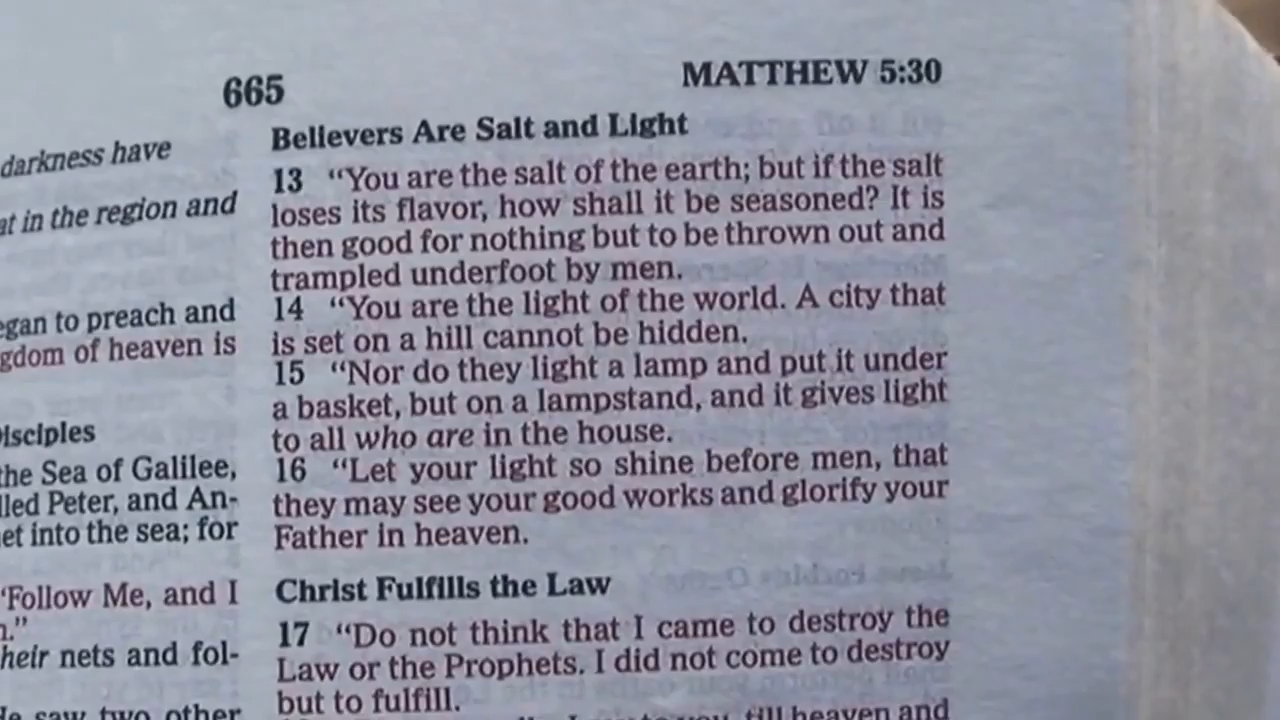 665
MATTHEW 5:30
darkness have
in the region and
to preach and
of heaven is
the Sea of Galilee,
Peter, and An-
into the sea; for
“Follow Me, and I
nets and fol-
saw two other
Believers Are Salt and Light
13 “You are the salt of the earth; but if the salt
loses its flavor, how shall it be seasoned? It is
then good for nothing but to be thrown out and
trampled underfoot by men.
14 “You are the light of the world. A city that
is set on a hill cannot be hidden.
15 “Nor do they light a lamp and put it under
a basket, but on a lampstand, and it gives light
to all who are in the house.
16 “Let your light so shine before men, that
they may see your good works and glorify your
Father in heaven.
Christ Fulfills the Law
17 “Do not think that I came to destroy the
Law or the Prophets. I did not come to destroy
but to fulfill.
till heaven and